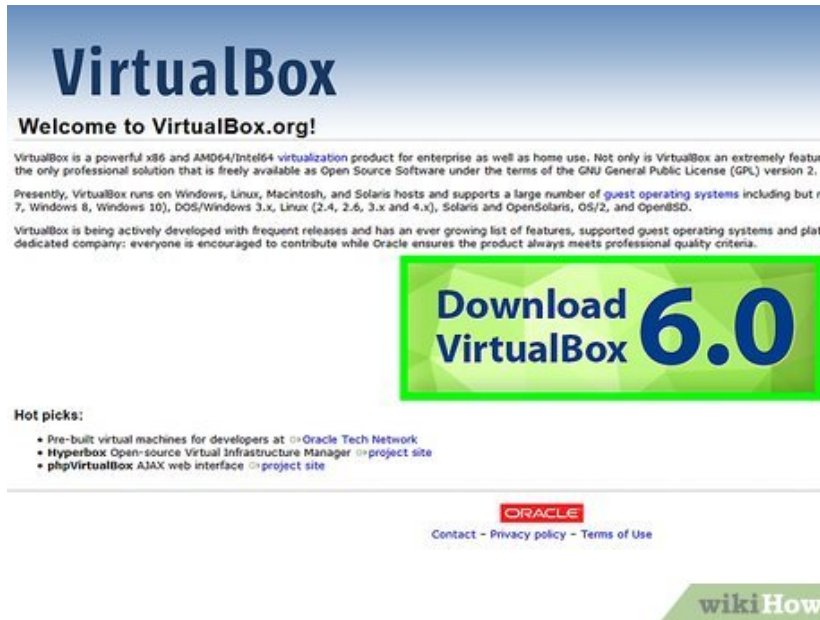 VirtualBox
Welcome to VirtualBox.org!
VirtualBox is a powerful x86 and AMD64/Intel64 virtualization product for enterprise as well as home use. Not only is VirtualBox an extremely
the only professional solution that is freely available as Open Source Software under the terms of the GNU General Public License (GPL) version 2.
Presently, VirtualBox runs on Windows, Linux, Macintosh, and Solaris hosts and supports a large number of guest operating systems including but
7, Windows 8, Windows 10), DOS/Windows 3.x, Linux (2.4, 2.6, 3.x and 4.x), Solaris and OpenSolaris, OS/2, and OpenBSD.
VirtualBox is being actively developed with frequent releases and has an ever growing list of features, supported guest operating systems and
dedicated company: everyone is encouraged to contribute while Oracle ensures the product always meets professional quality criteria.
Download
VirtualBox 6.0
Hot picks:
• Pre-built virtual machines for developers at Oracle Tech Network
• Hyperbox Open-source Virtual Infrastructure Manager project site
• phpVirtualBox AJAX web interface project site
ORACLE
Contact – Privacy policy – Terms of Use
wikiHow